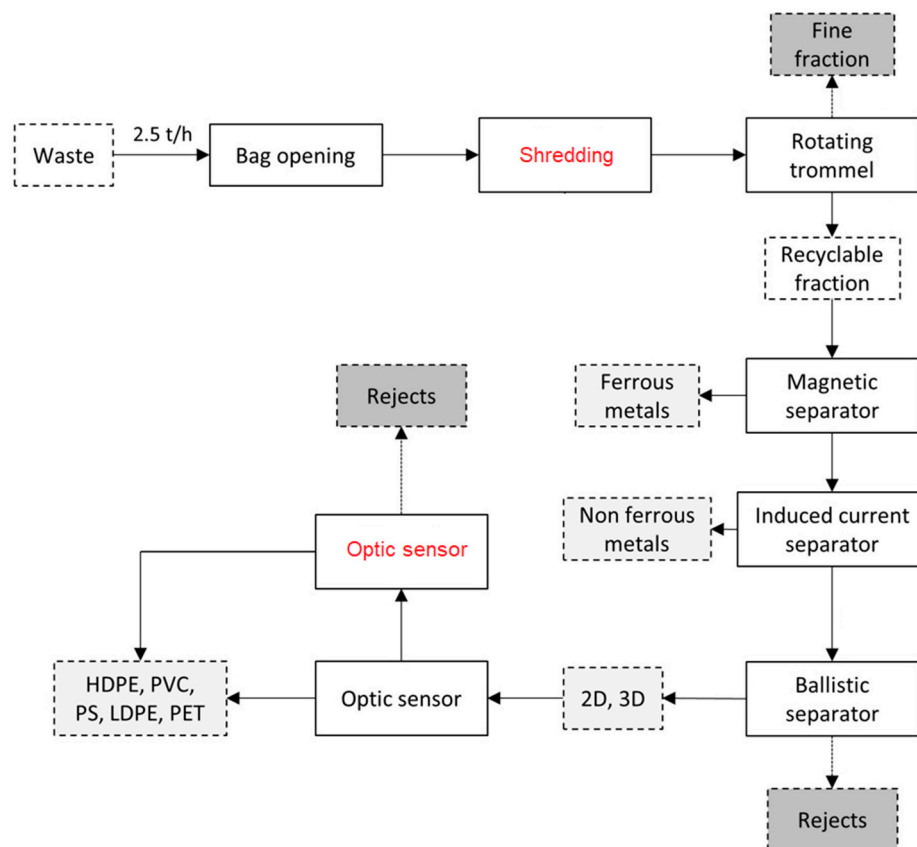 Fine
fraction
2.5 t/h
Waste
Bag opening
Shredding
Rotating
trommel
Recyclable
fraction
Ferrous
metals
Magnetic
separator
Rejects
Non ferrous
metals
Induced current
separator
Optic sensor
HDPE, PVC,
PS, LDPE, PET
Optic sensor
2D, 3D
Ballistic
separator
Rejects